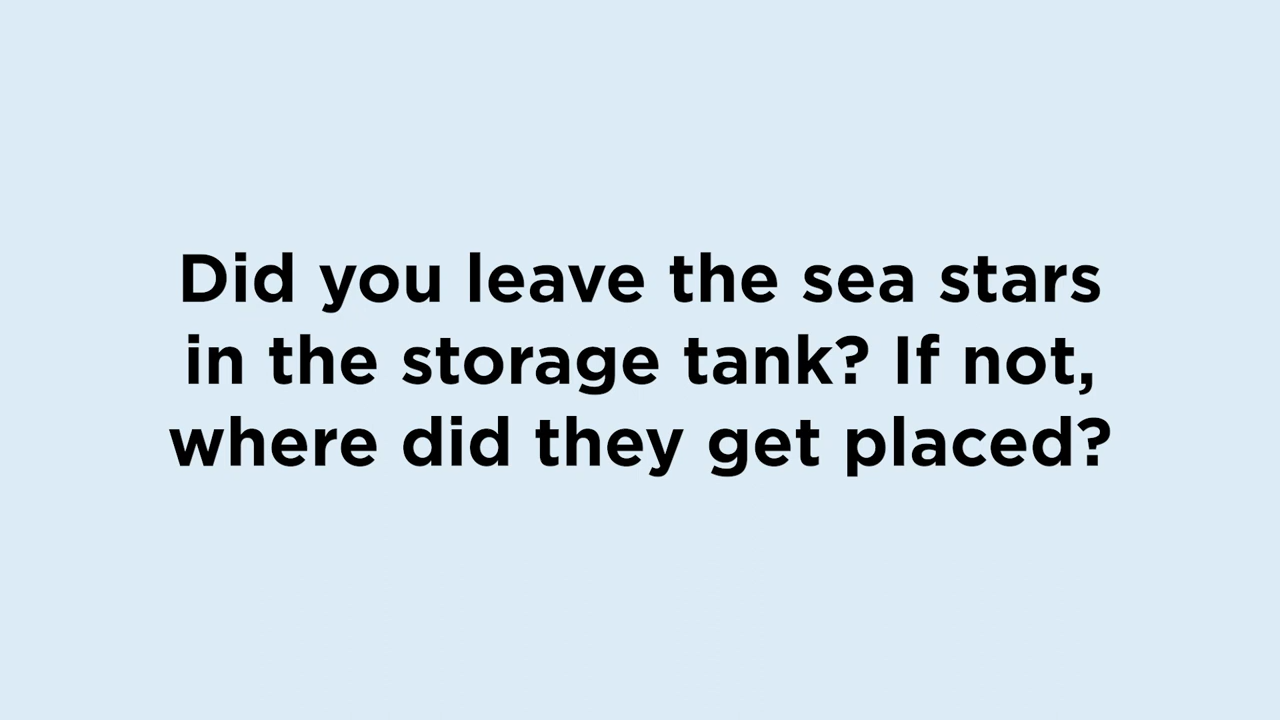 Did you leave the sea stars
in the storage tank? If not,
where did they get placed?